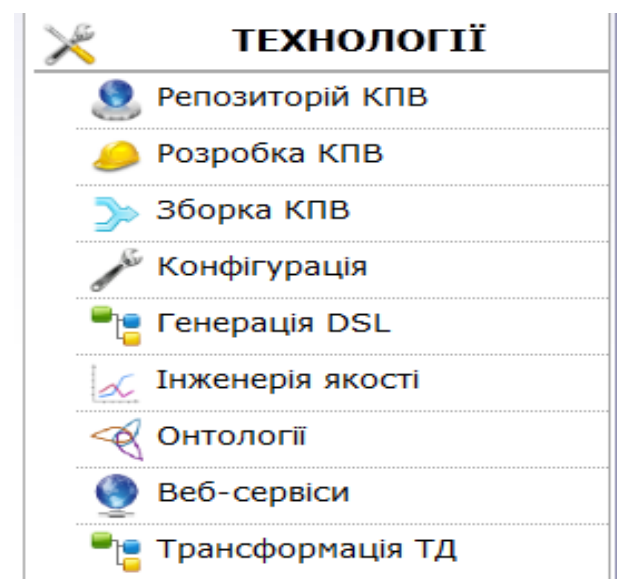 ТЕХНОЛОГІЇ
Репозиторій КПВ
Розробка КПВ
Зборка КПВ
Конфігурація
Генерація DSL
Інженерія якості
Онтології
Веб-сервіси
Трансформація ТД